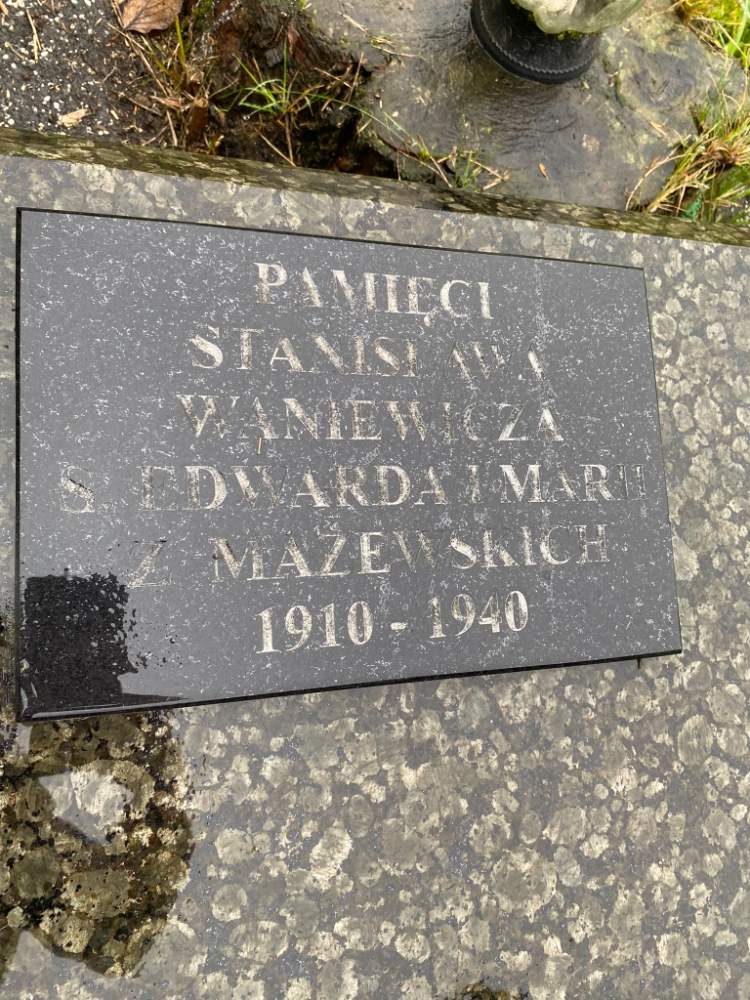 PAMIĘCI
STANISŁAWA
WANIEWICZA
S. EDWARDA I MARII
Z MAŻEWSKICH
1910 - 1940